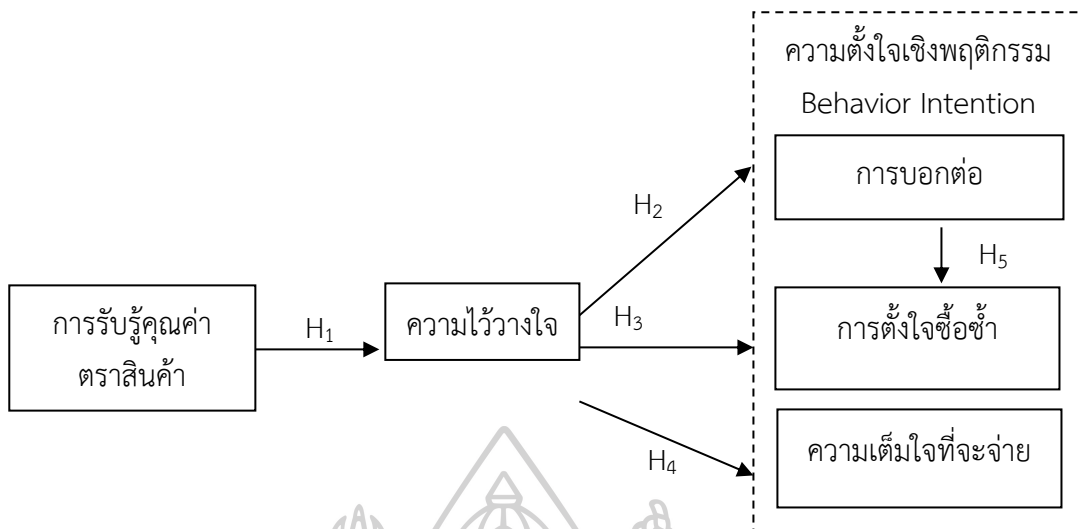 ความตั้งใจเชิงพฤติกรรม
Behavior Intention
การบอกต่อ
H₂
H₅
การรับรู้คุณค่า
ตราสินค้า
H₁
ความไว้วางใจ
H₃
การตั้งใจซื้อซ้ำ
H₄
ความเต็มใจที่จะจ่าย